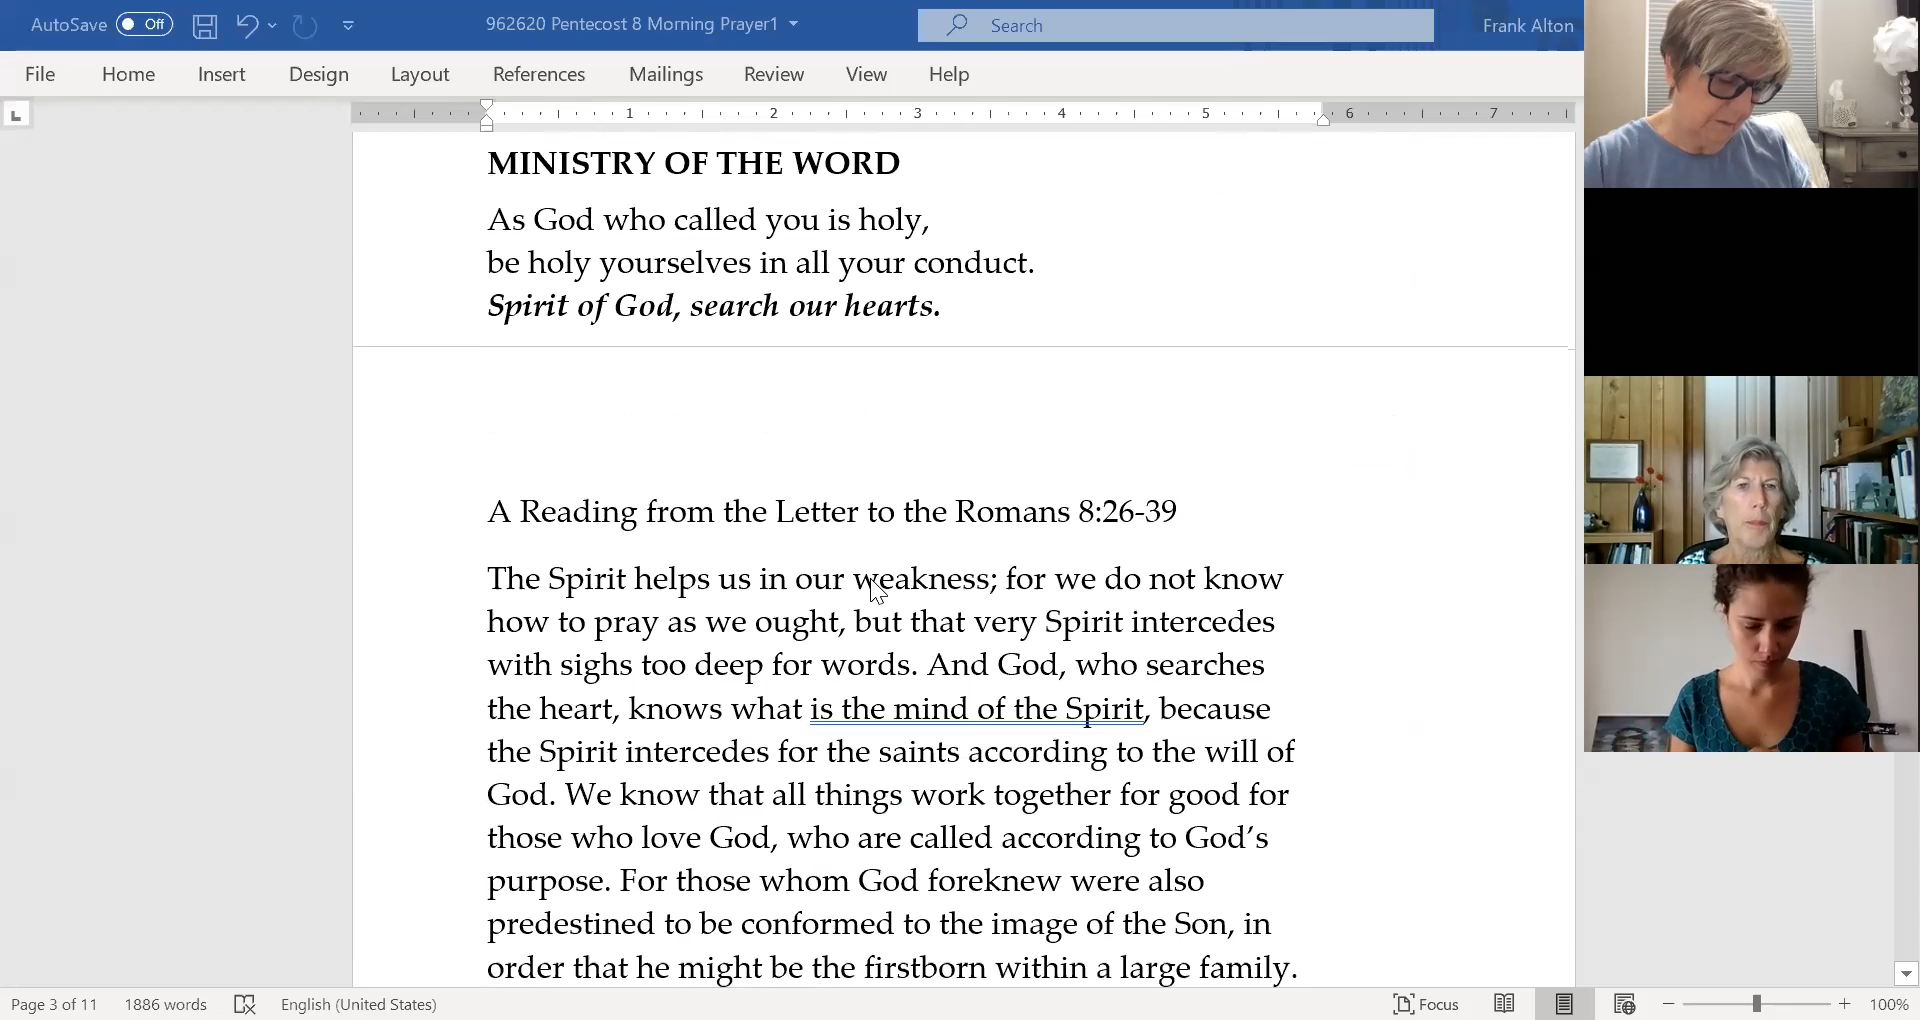 AutoSave Off 962620 Pentecost 8 Morning Prayer1 Search Frank Alton
File Home Insert Design Layout References Mailings Review View Help
1 2 3 4 5 6 7
MINISTRY OF THE WORD
As God who called you is holy,
be holy yourselves in all your conduct.
Spirit of God, search our hearts.
A Reading from the Letter to the Romans 8:26-39
The Spirit helps us in our weakness; for we do not know
how to pray as we ought, but that very Spirit intercedes
with sighs too deep for words. And God, who searches
the heart, knows what is the mind of the Spirit, because
the Spirit intercedes for the saints according to the will of
God. We know that all things work together for good for
those who love God, who are called according to God’s
purpose. For those whom God foreknew were also
predestined to be conformed to the image of the Son, in
order that he might be the firstborn within a large family.
Page 3 of 11 1886 words English (United States) Focus 100%